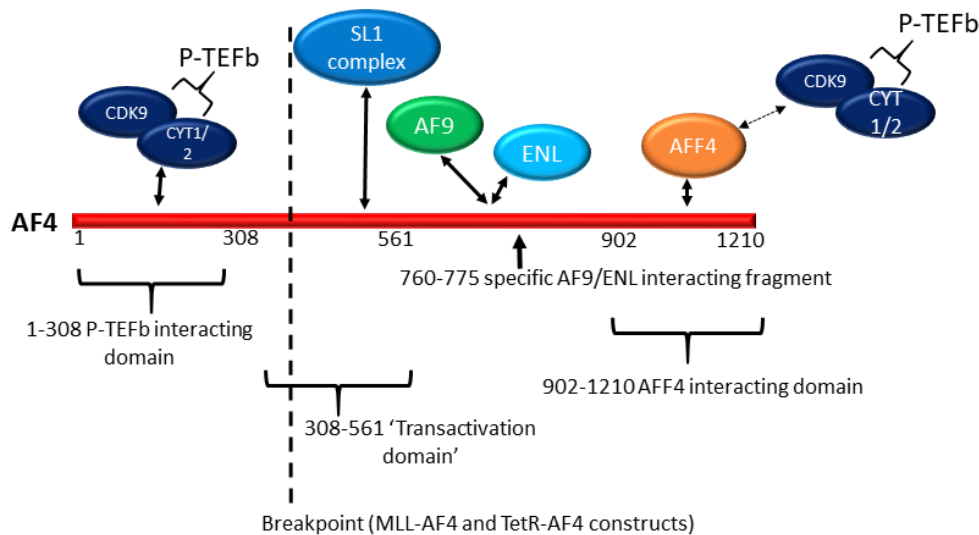 P-TEFb
CDK9
CYT1/
2
SL1
complex
AF9
ENL
AFF4
P-TEFb
CDK9
CYT
1/2
AF4
1
308
561
902
1210
760-775 specific AF9/ENL interacting fragment
1-308 P-TEFb interacting
domain
308-561 ‘Transactivation
domain’
902-1210 AFF4 interacting domain
Breakpoint (MLL-AF4 and TetR-AF4 constructs)